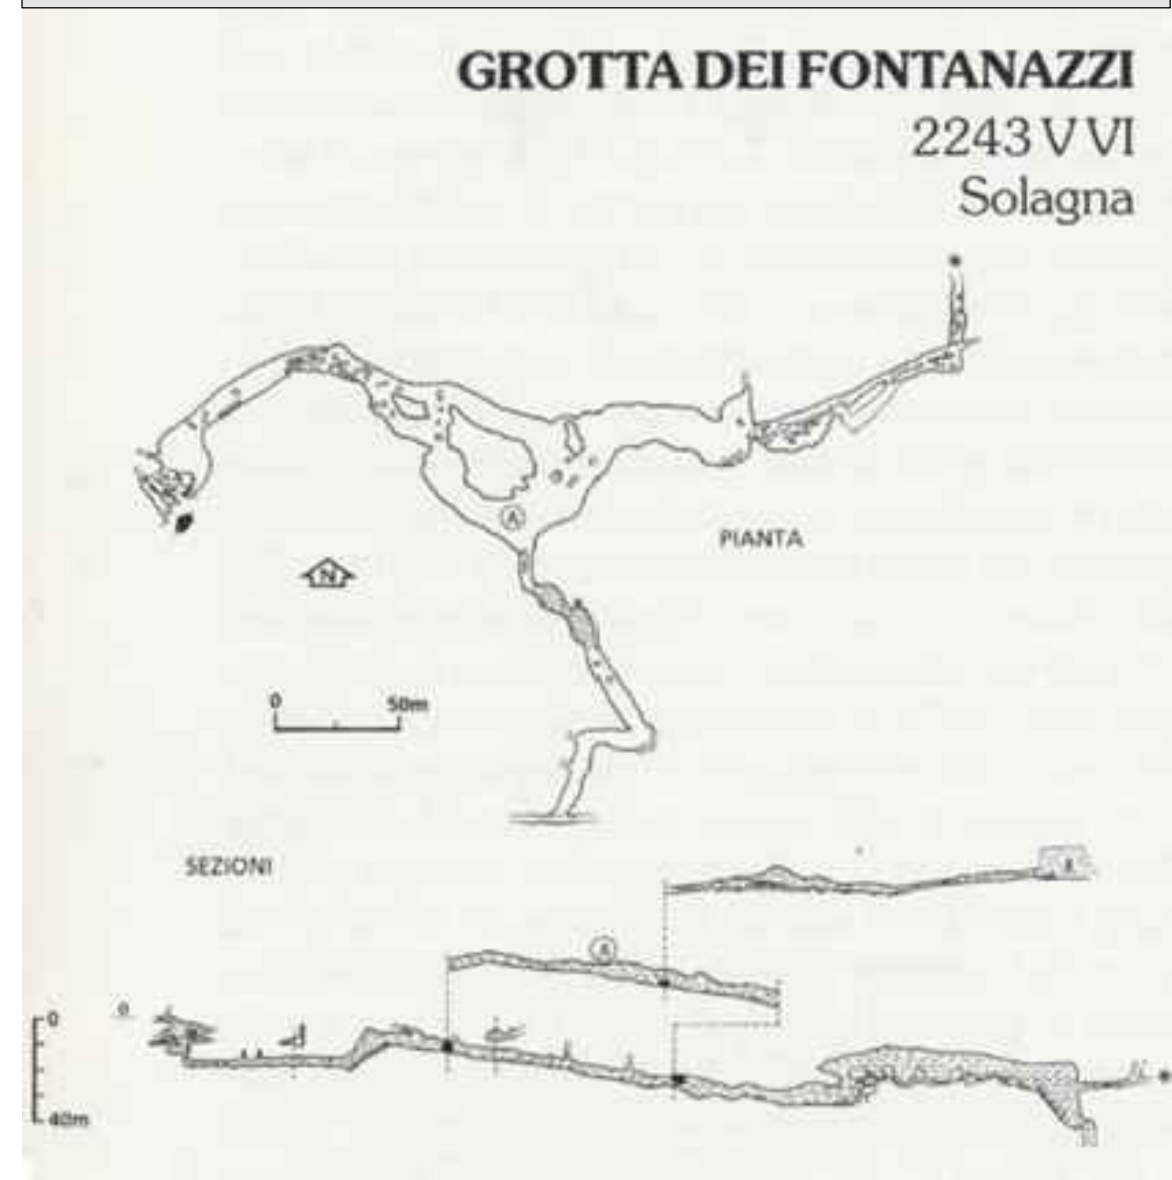 GROTTA DEI FONTANAZZI
2243 V VI
Solagna
A
PIANTA
N
0 50m
SEZIONI
A
0
0
40m